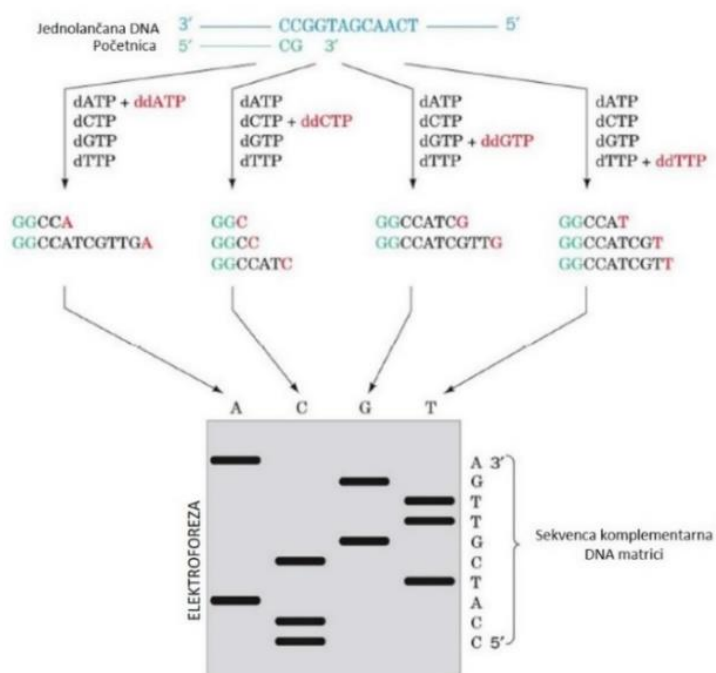 Jednolančana DNA 3′ CCGGTAGCAACT 5′
Početnica 5′ CG 3′
dATP + ddATP
dCTP
dGTP
dTTP
dATP
dCTP + ddCTP
dGTP
dTTP
dATP
dCTP
dGTP + ddGTP
dTTP
dATP
dCTP
dGTP
dTTP + ddTTP
GGCCA
GGCCATCGTTGA
GGC
GGCC
GGCCATC
GGCCATCG
GGCCATCGTTG
GGCCAT
GGCCATCGT
GGCCATCGTT
A C G T
ELEKTROFOREZA
A 3′
G
T
T
G
C
T
A
C
C 5′
Sekvenca komplementarna
DNA matrici